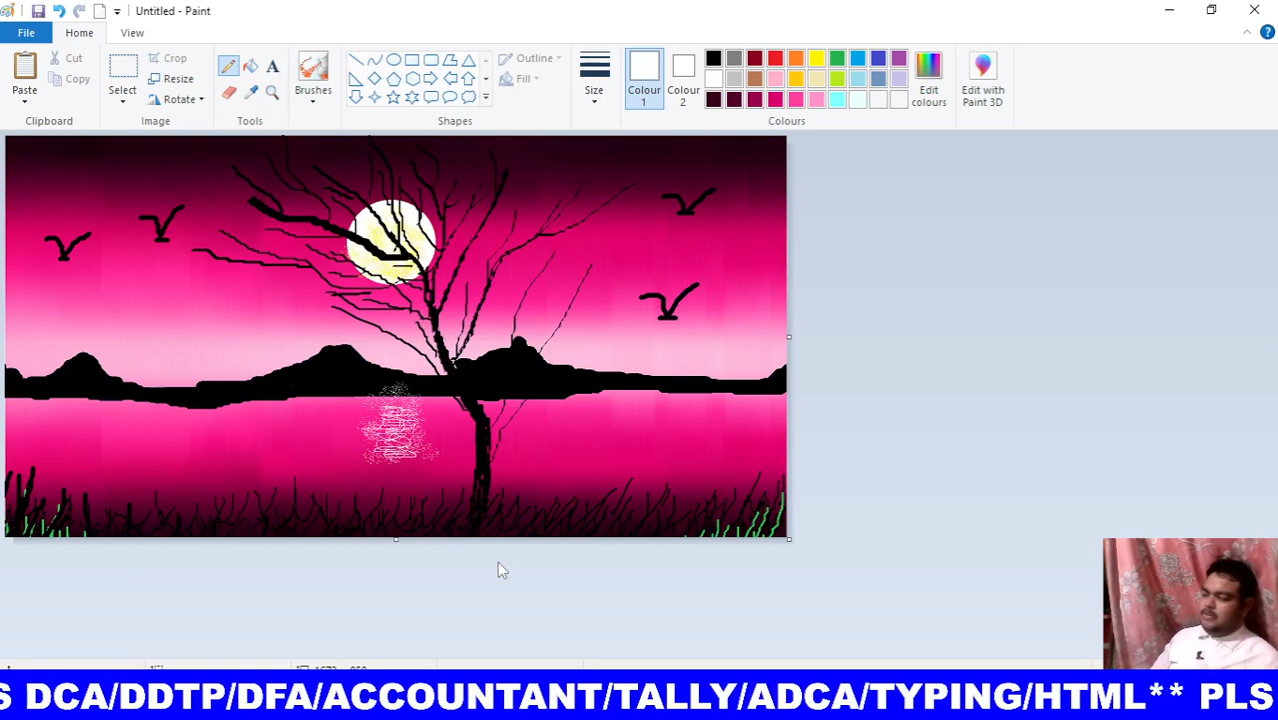 Untitled - Paint
File Home View
Cut
Copy
Paste
Clipboard
Crop
Resize
Rotate
Select
Image
A
Tools
Brushes
Outline
Fill
Shapes
Size
Colour 1
Colour 2
Edit colours
Colours
Edit with Paint 3D
S DCA/DDTP/DFA/ACCOUNTANT/TALLY/ADCA/TYPING/HTML** PLS